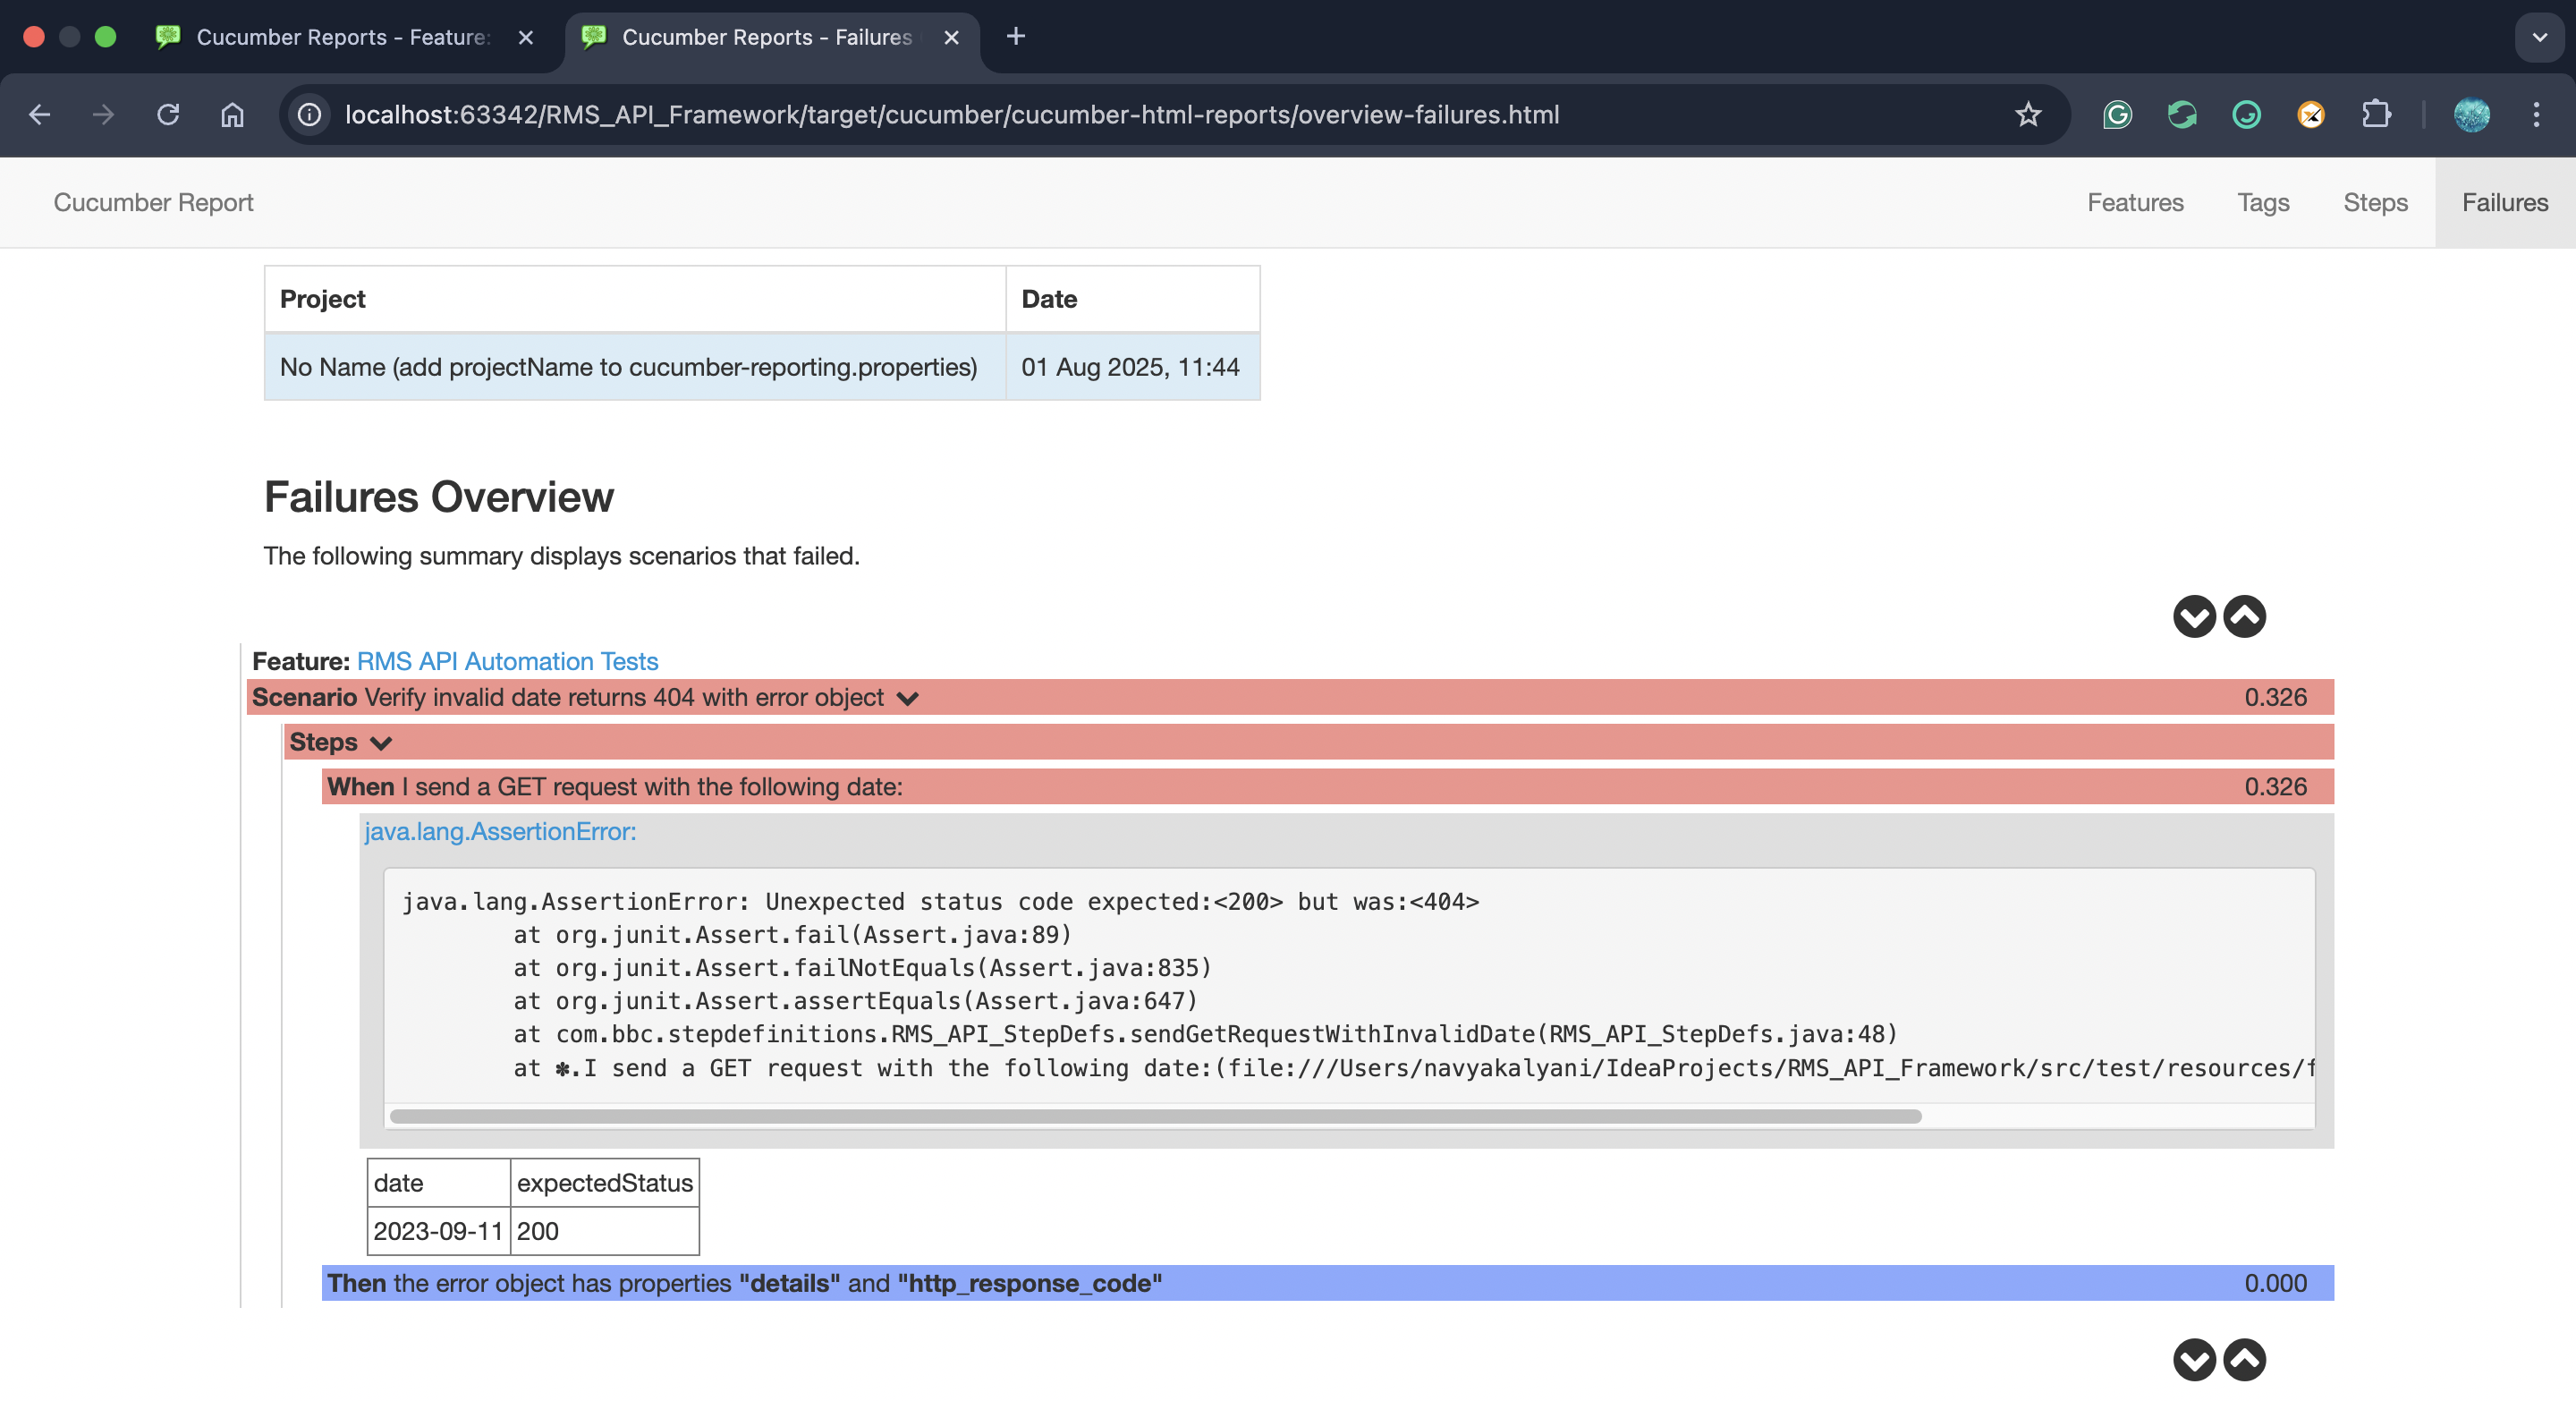 Cucumber Reports - Feature:
Cucumber Reports - Failures
localhost:63342/RMS_API_Framework/target/cucumber/cucumber-html-reports/overview-failures.html
Cucumber Report Features Tags Steps Failures
Project Date
No Name (add projectName to cucumber-reporting.properties) 01 Aug 2025, 11:44
Failures Overview
The following summary displays scenarios that failed.
Feature: RMS API Automation Tests
Scenario Verify invalid date returns 404 with error object 0.326
Steps
When I send a GET request with the following date: 0.326
java.lang.AssertionError:
java.lang.AssertionError: Unexpected status code expected:<200> but was:<404>
at org.junit.Assert.fail(Assert.java:89)
at org.junit.Assert.failNotEquals(Assert.java:835)
at org.junit.Assert.assertEquals(Assert.java:647)
at com.bbc.stepdefinitions.RMS_API_StepDefs.sendGetRequestWithInvalidDate(RMS_API_StepDefs.java:48)
at ✽.I send a GET request with the following date:(file:///Users/navyakalyani/IdeaProjects/RMS_API_Framework/src/test/resources/f
date expectedStatus
2023-09-11 200
Then the error object has properties "details" and "http_response_code" 0.000